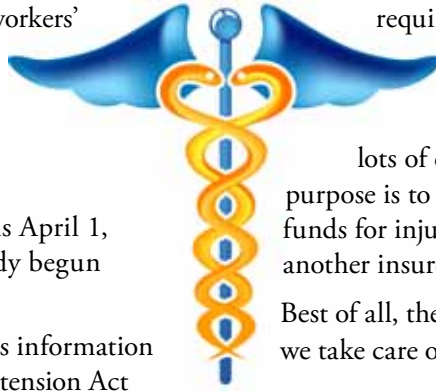 workers'
s April 1,
dy begun
s information
tension Act
requi
lots of
purpose is to
funds for inju
another insur
Best of all, the
we take care o